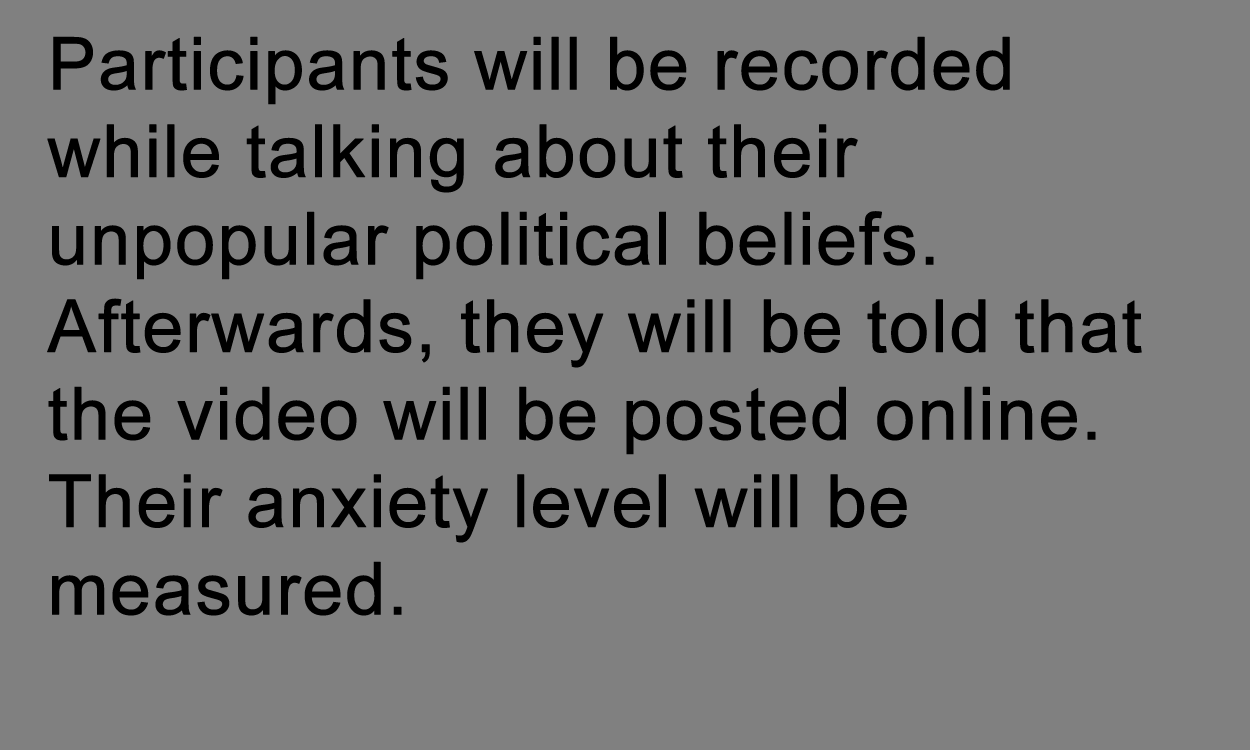 Participants will be recorded
while talking about their
unpopular political beliefs.
Afterwards, they will be told that
the video will be posted online.
Their anxiety level will be
measured.